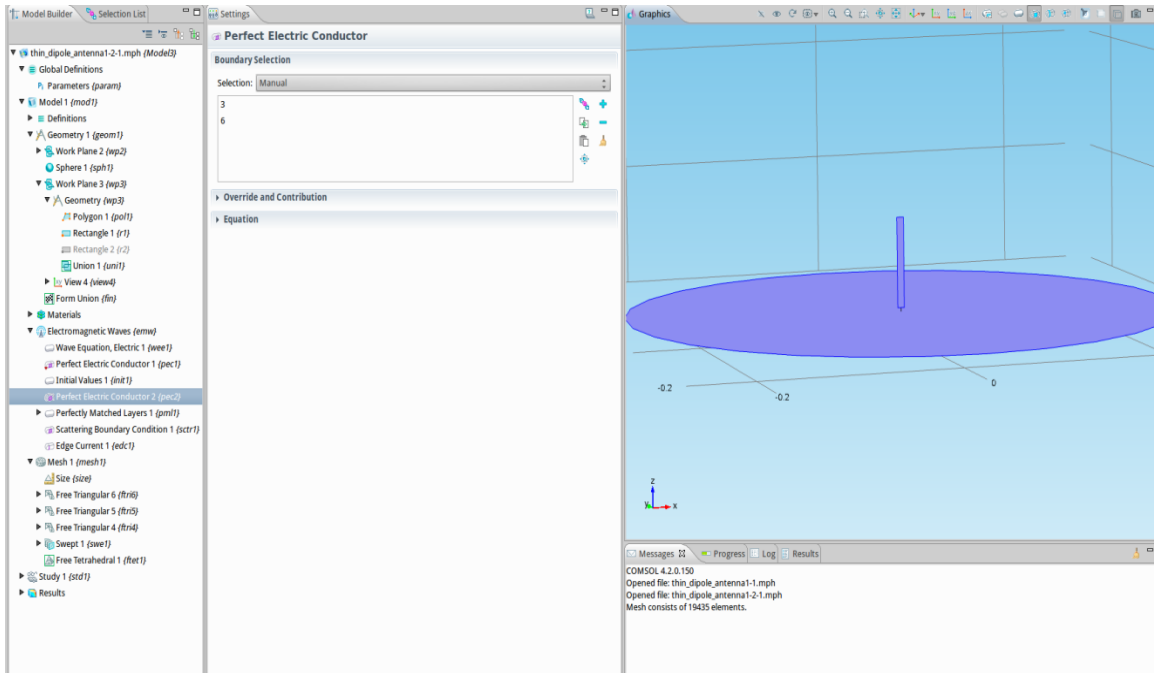 Model Builder
Selection List
thin_dipole_antenna1-2-1.mph (Model3)
Global Definitions
Pi Parameters (param)
Model 1 (mod1)
Definitions
Geometry 1 (geom1)
Work Plane 2 (wp2)
Sphere 1 (sph1)
Work Plane 3 (wp3)
Geometry (wp3)
Polygon 1 (pol1)
Rectangle 1 (r1)
Rectangle 2 (r2)
Union 1 (uni1)
View 4 (view4)
Form Union (fin)
Materials
Electromagnetic Waves (emw)
Wave Equation, Electric 1 (wee1)
Perfect Electric Conductor 1 (pec1)
Initial Values 1 (init1)
Perfect Electric Conductor 2 (pec2)
Perfectly Matched Layers 1 (pml1)
Scattering Boundary Condition 1 (sctr1)
Edge Current 1 (edc1)
Mesh 1 (mesh1)
Size (size)
Free Triangular 6 (ftri6)
Free Triangular 5 (ftri5)
Free Triangular 4 (ftri4)
Swept 1 (swe1)
Free Tetrahedral 1 (ftet1)
Study 1 (std1)
Results
Settings
Perfect Electric Conductor
Boundary Selection
Selection: Manual
3
6
Override and Contribution
Equation
Graphics
-0.2
-0.2
0
z
y
x
Messages
Progress
Log
Results
COMSOL 4.2.0.150
Opened file: thin_dipole_antenna1-1.mph
Opened file: thin_dipole_antenna1-2-1.mph
Mesh consists of 19435 elements.